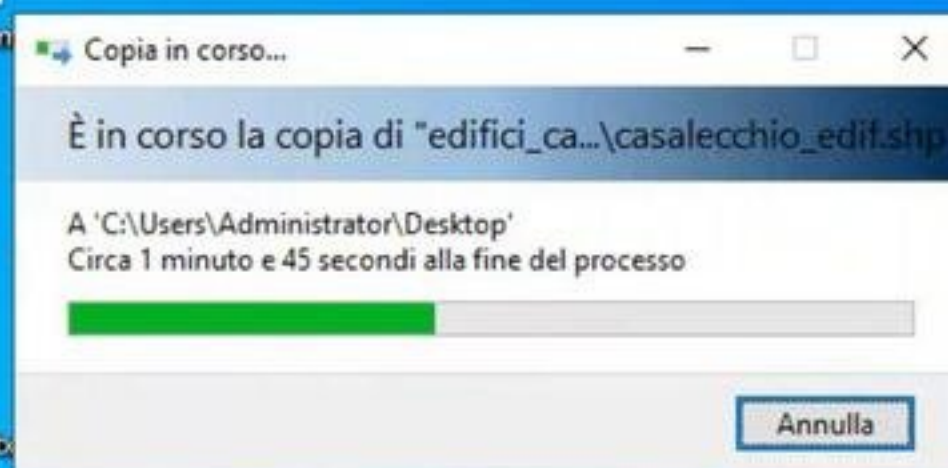 Copia in corso...
È in corso la copia di "edifici_ca...\casalecchio_edif.shp
A 'C:\Users\Administrator\Desktop'
Circa 1 minuto e 45 secondi alla fine del processo
Annulla